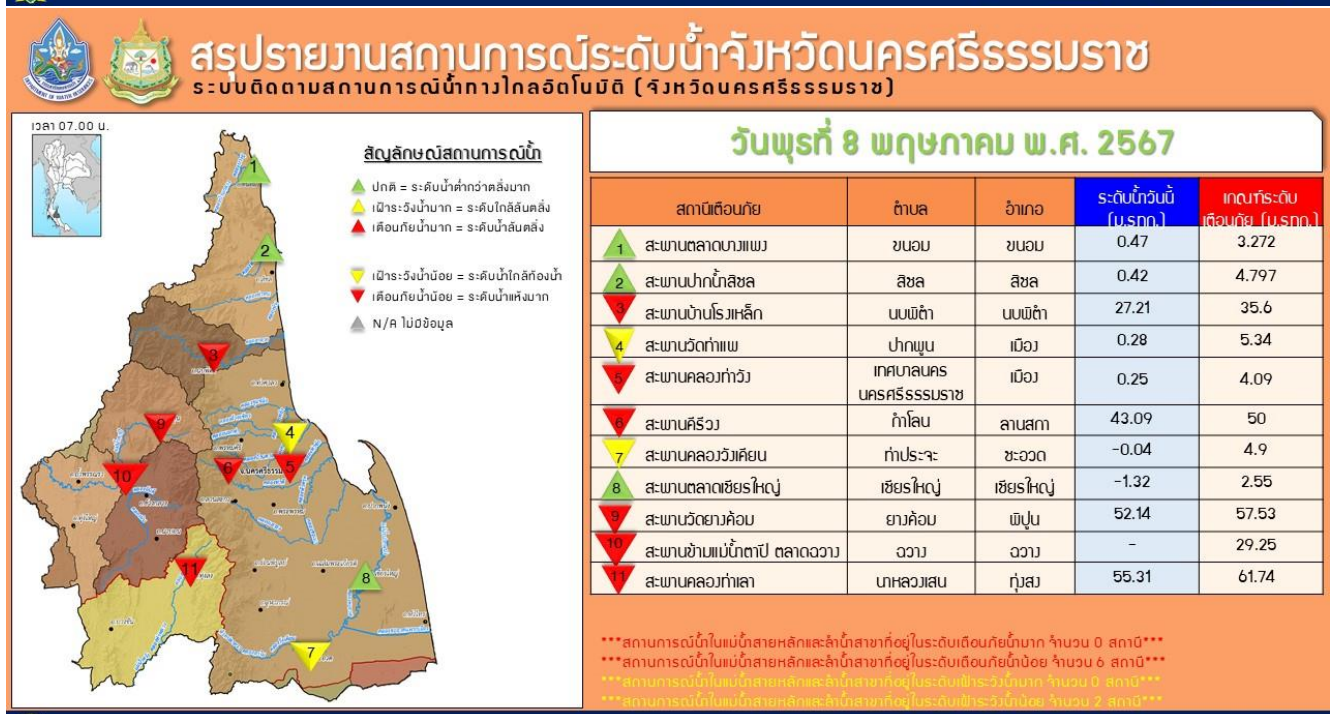 สรุปรายงานสถานการณ์ระดับน้ำจังหวัดนครศรีธรรมราช
ระบบติดตามสถานการณ์น้ำทางไกลอัตโนมัติ (จังหวัดนครศรีธรรมราช)
เวลา 07.00 น.
สัญลักษณ์สถานการณ์น้ำ
ปกติ = ระดับน้ำต่ำกว่าตลิ่งมาก
เฝ้าระวังน้ำมาก = ระดับใกล้ล้นตลิ่ง
เตือนภัยน้ำมาก = ระดับน้ำล้นตลิ่ง
เฝ้าระวังน้ำน้อย = ระดับน้ำใกล้ท้องน้ำ
เตือนภัยน้ำน้อย = ระดับน้ำแห้งมาก
N/A ไม่มีข้อมูล
1
2
3
9
4
10
6
5
11
8
7
วันพุธที่ 8 พฤษภาคม พ.ศ. 2567
สถานีเตือนภัย ตำบล อำเภอ ระดับน้ำวันนี้ (ม.รทก.) เกณฑ์ระดับเตือนภัย (ม.รทก.)
1 สะพานตลาดบางแพง ขนอม ขนอม 0.47 3.272
2 สะพานปากน้ำสิชล สิชล สิชล 0.42 4.797
3 สะพานบ้านโรงเหล็ก นบพิตำ นบพิตำ 27.21 35.6
4 สะพานวัดท่าแพ ปากพูน เมือง 0.28 5.34
5 สะพานคลองท่าวัง เทศบาลนครนครศรีธรรมราช เมือง 0.25 4.09
6 สะพานคีรีวง กำโลน ลานสกา 43.09 50
7 สะพานคลองวังเคียน ท่าประจะ ชะอวด -0.04 4.9
8 สะพานตลาดเชียรใหญ่ เชียรใหญ่ เชียรใหญ่ -1.32 2.55
9 สะพานวัดยางค้อม ยางค้อม พิปูน 52.14 57.53
10 สะพานข้ามแม่น้ำตาปี ตลาดฉวาง ฉวาง ฉวาง - 29.25
11 สะพานคลองท่าเลา นาหลวงเสน ทุ่งสง 55.31 61.74
***สถานการณ์น้ำในแม่น้ำสายหลักและลำน้ำสาขาที่อยู่ในระดับเตือนภัยน้ำมาก จำนวน 0 สถานี***
***สถานการณ์น้ำในแม่น้ำสายหลักและลำน้ำสาขาที่อยู่ในระดับเตือนภัยน้ำน้อย จำนวน 6 สถานี***
***สถานการณ์น้ำในแม่น้ำสายหลักและลำน้ำสาขาที่อยู่ในระดับเฝ้าระวังน้ำมาก จำนวน 0 สถานี***
***สถานการณ์น้ำในแม่น้ำสายหลักและลำน้ำสาขาที่อยู่ในระดับเฝ้าระวังน้ำน้อย จำนวน 2 สถานี***